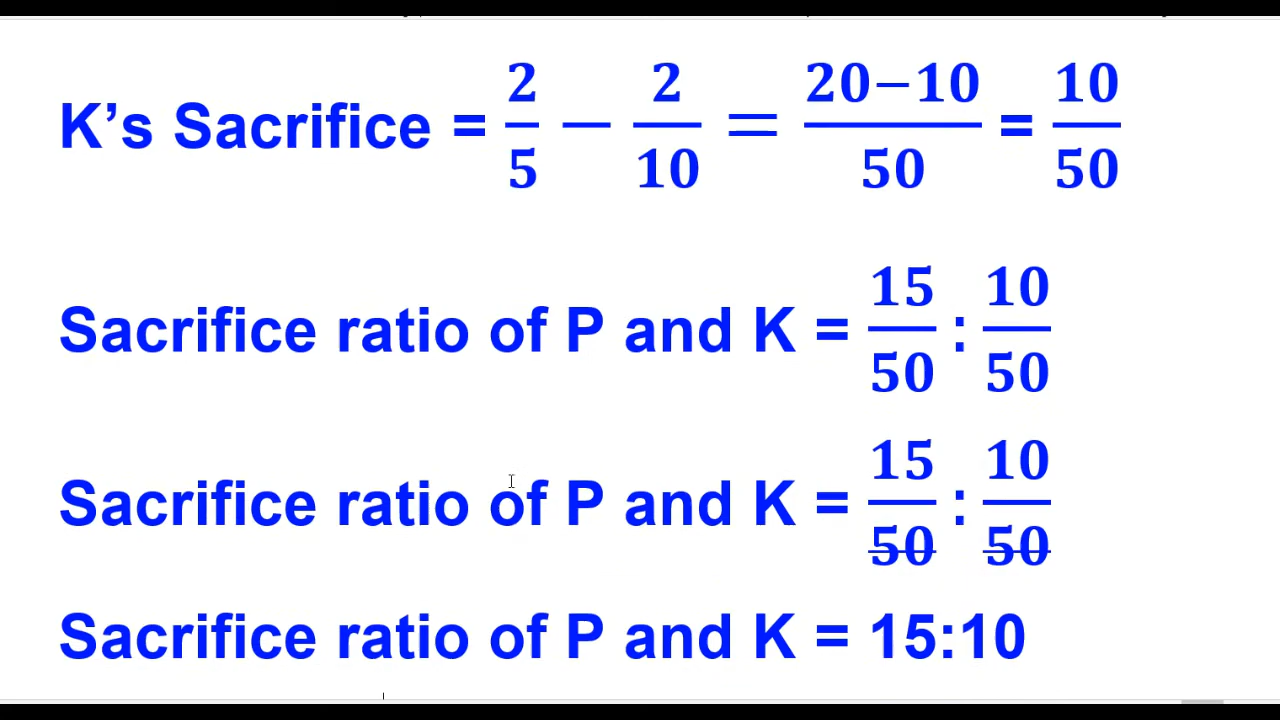 K’s Sacrifice = 2/5 − 2/10 = 20−10/50 = 10/50
Sacrifice ratio of P and K = 15/50 : 10/50
Sacrifice ratio of P and K = 15/50 : 10/50
Sacrifice ratio of P and K = 15:10